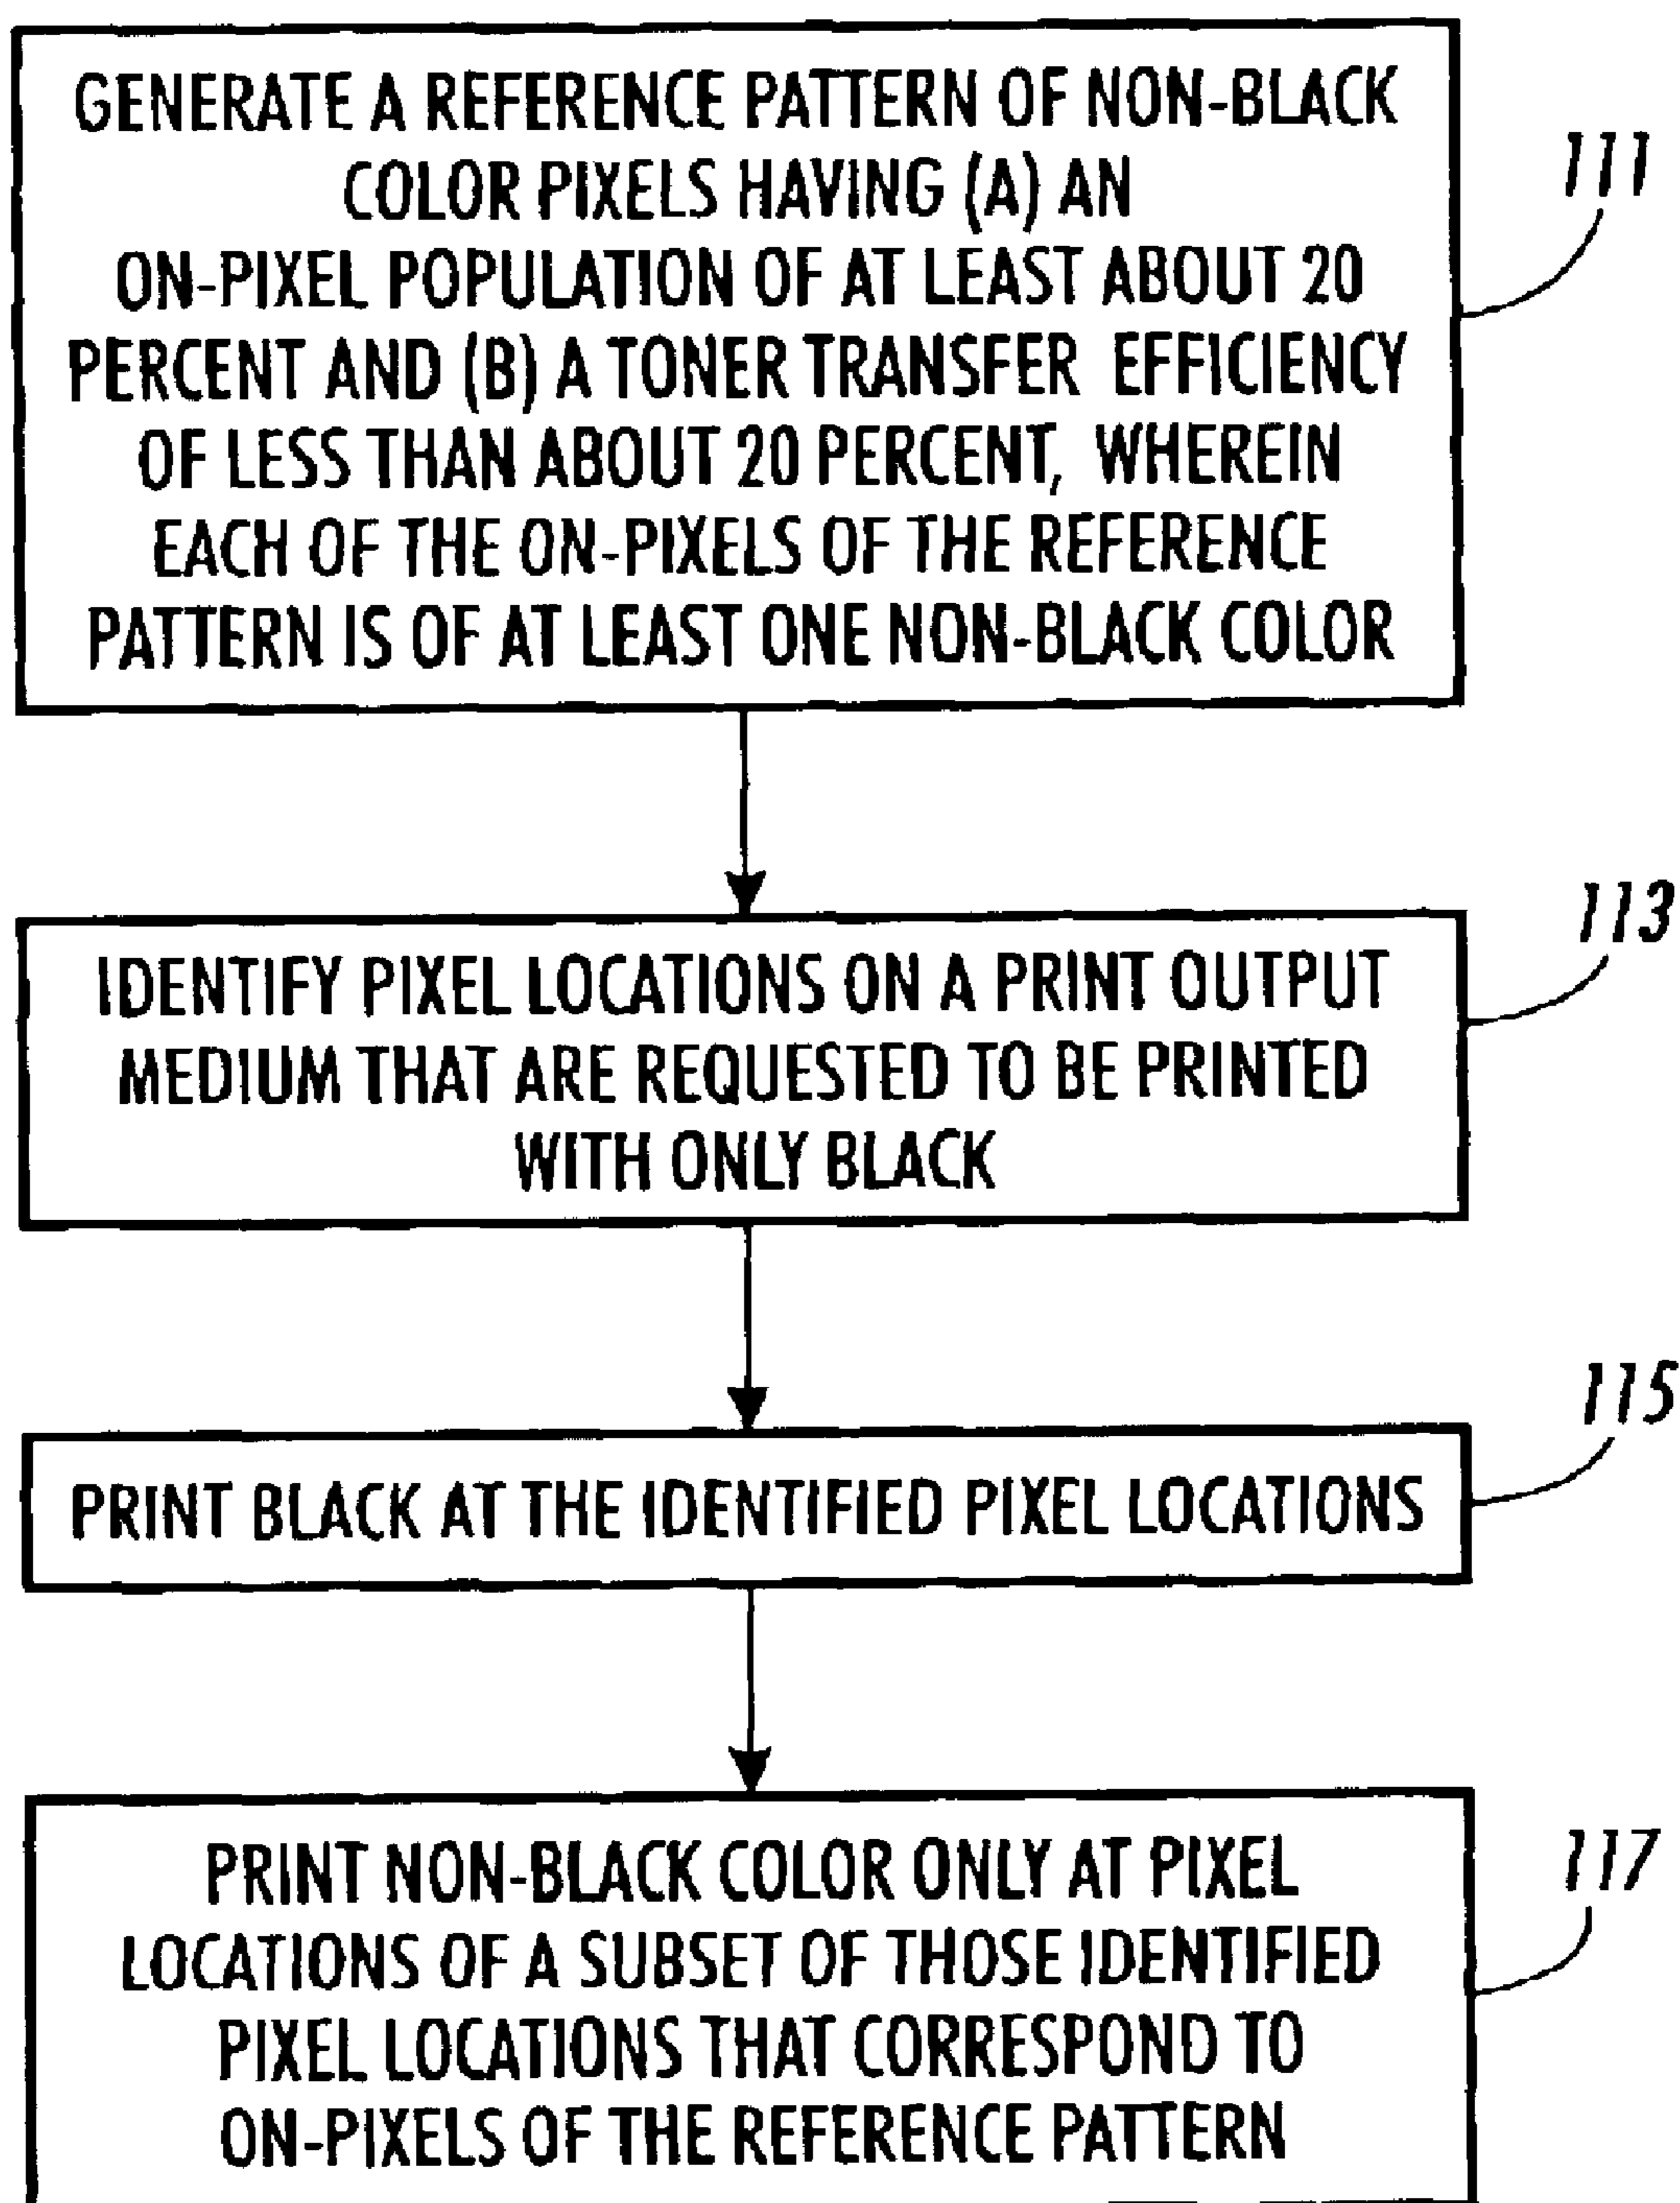 GENERATE A REFERENCE PATTERN OF NON-BLACK
COLOR PIXELS HAVING (A) AN
ON-PIXEL POPULATION OF AT LEAST ABOUT 20
PERCENT AND (B) A TONER TRANSFER EFFICIENCY
OF LESS THAN ABOUT 20 PERCENT, WHEREIN
EACH OF THE ON-PIXELS OF THE REFERENCE
PATTERN IS OF AT LEAST ONE NON-BLACK COLOR
111
IDENTIFY PIXEL LOCATIONS ON A PRINT OUTPUT
MEDIUM THAT ARE REQUESTED TO BE PRINTED
WITH ONLY BLACK
113
PRINT BLACK AT THE IDENTIFIED PIXEL LOCATIONS
115
PRINT NON-BLACK COLOR ONLY AT PIXEL
LOCATIONS OF A SUBSET OF THOSE IDENTIFIED
PIXEL LOCATIONS THAT CORRESPOND TO
ON-PIXELS OF THE REFERENCE PATTERN
117